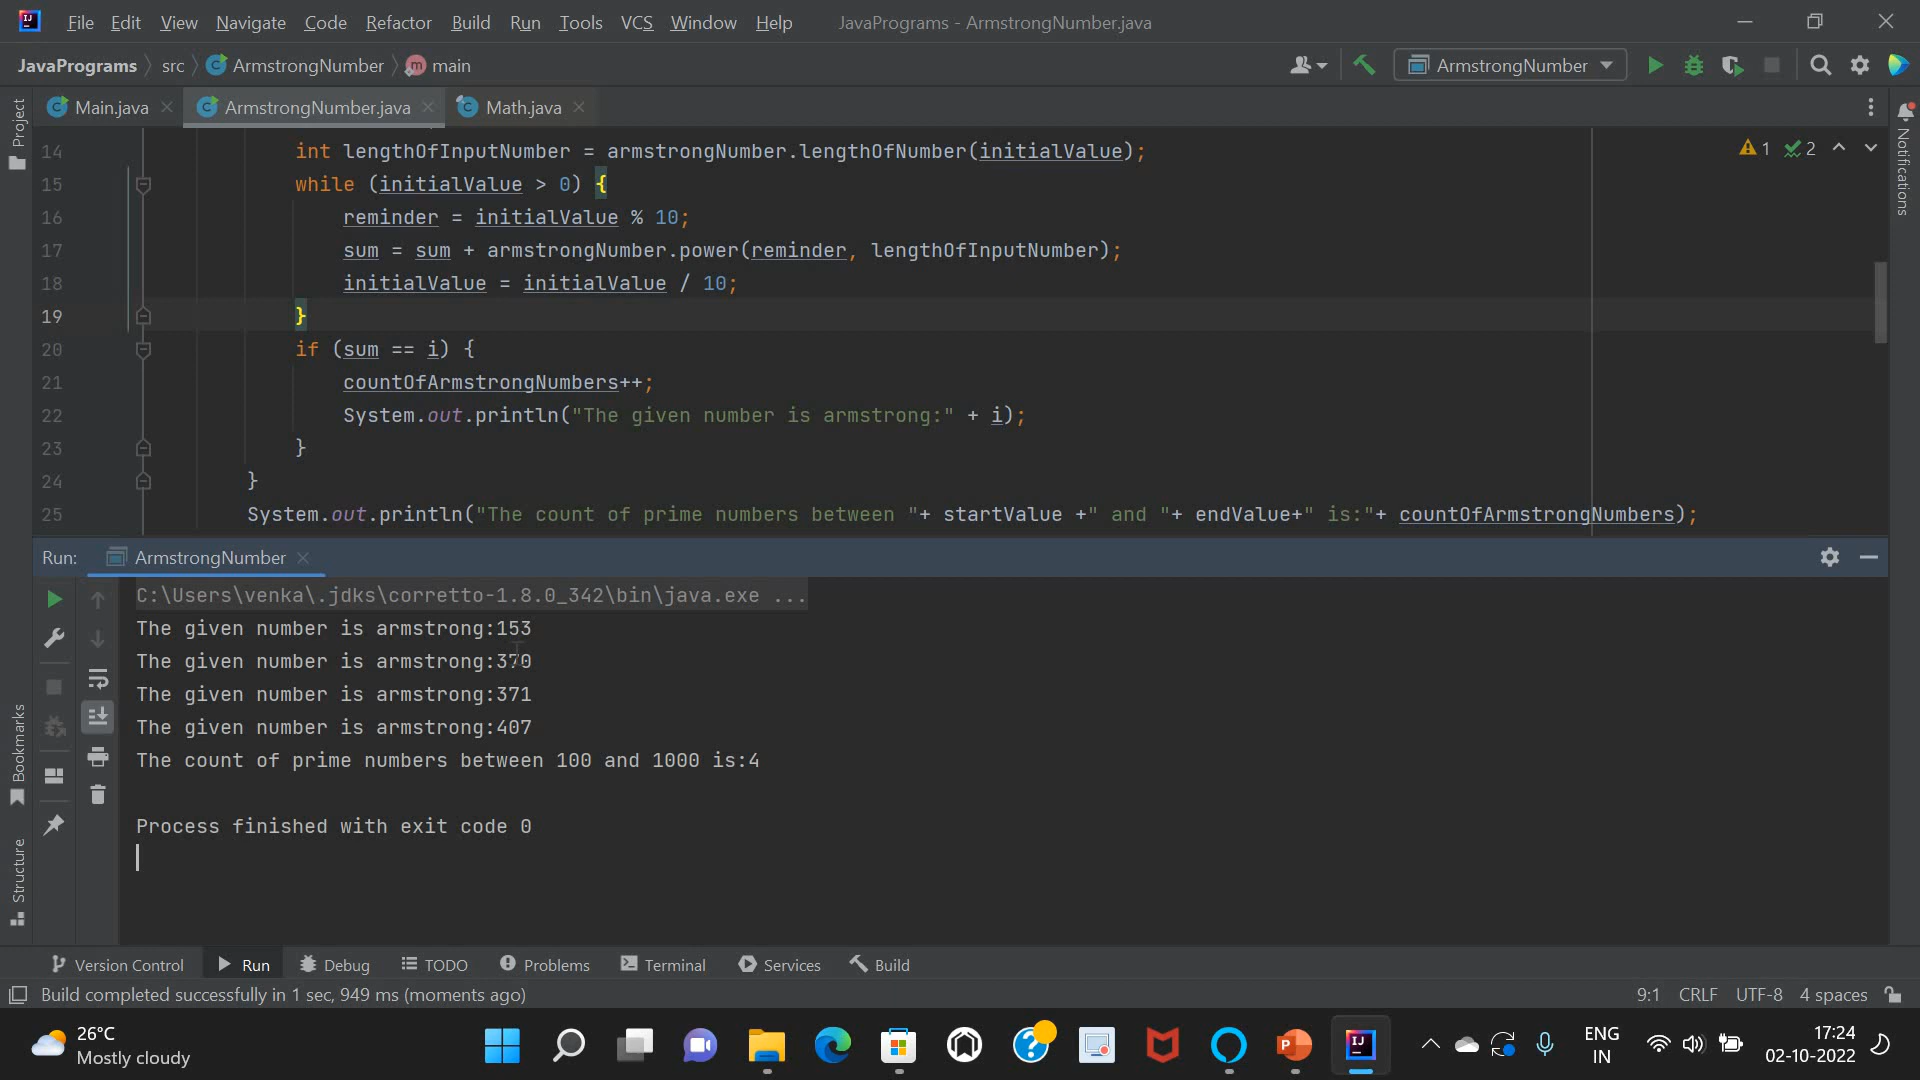 File Edit View Navigate Code Refactor Build Run Tools VCS Window Help JavaPrograms - ArmstrongNumber.java
JavaPrograms src ArmstrongNumber main ArmstrongNumber
Project Main.java ArmstrongNumber.java Math.java
Notifications
14 int lengthOfInputNumber = armstrongNumber.lengthOfNumber(initialValue); 1 2
15 while (initialValue > 0) {
16 reminder = initialValue % 10;
17 sum = sum + armstrongNumber.power(reminder, lengthOfInputNumber);
18 initialValue = initialValue / 10;
19 }
20 if (sum == i) {
21 countOfArmstrongNumbers++;
22 System.out.println("The given number is armstrong:" + i);
23 }
24 }
25 System.out.println("The count of prime numbers between "+ startValue +" and "+ endValue+" is:"+ countOfArmstrongNumbers);
Run: ArmstrongNumber
C:\Users\venka\.jdks\corretto-1.8.0_342\bin\java.exe ...
The given number is armstrong:153
The given number is armstrong:370
The given number is armstrong:371
The given number is armstrong:407
The count of prime numbers between 100 and 1000 is:4
Process finished with exit code 0
Bookmarks
Structure
Version Control Run Debug TODO Problems Terminal Services Build
Build completed successfully in 1 sec, 949 ms (moments ago) 9:1 CRLF UTF-8 4 spaces
26°C
Mostly cloudy
ENG
IN
17:24
02-10-2022